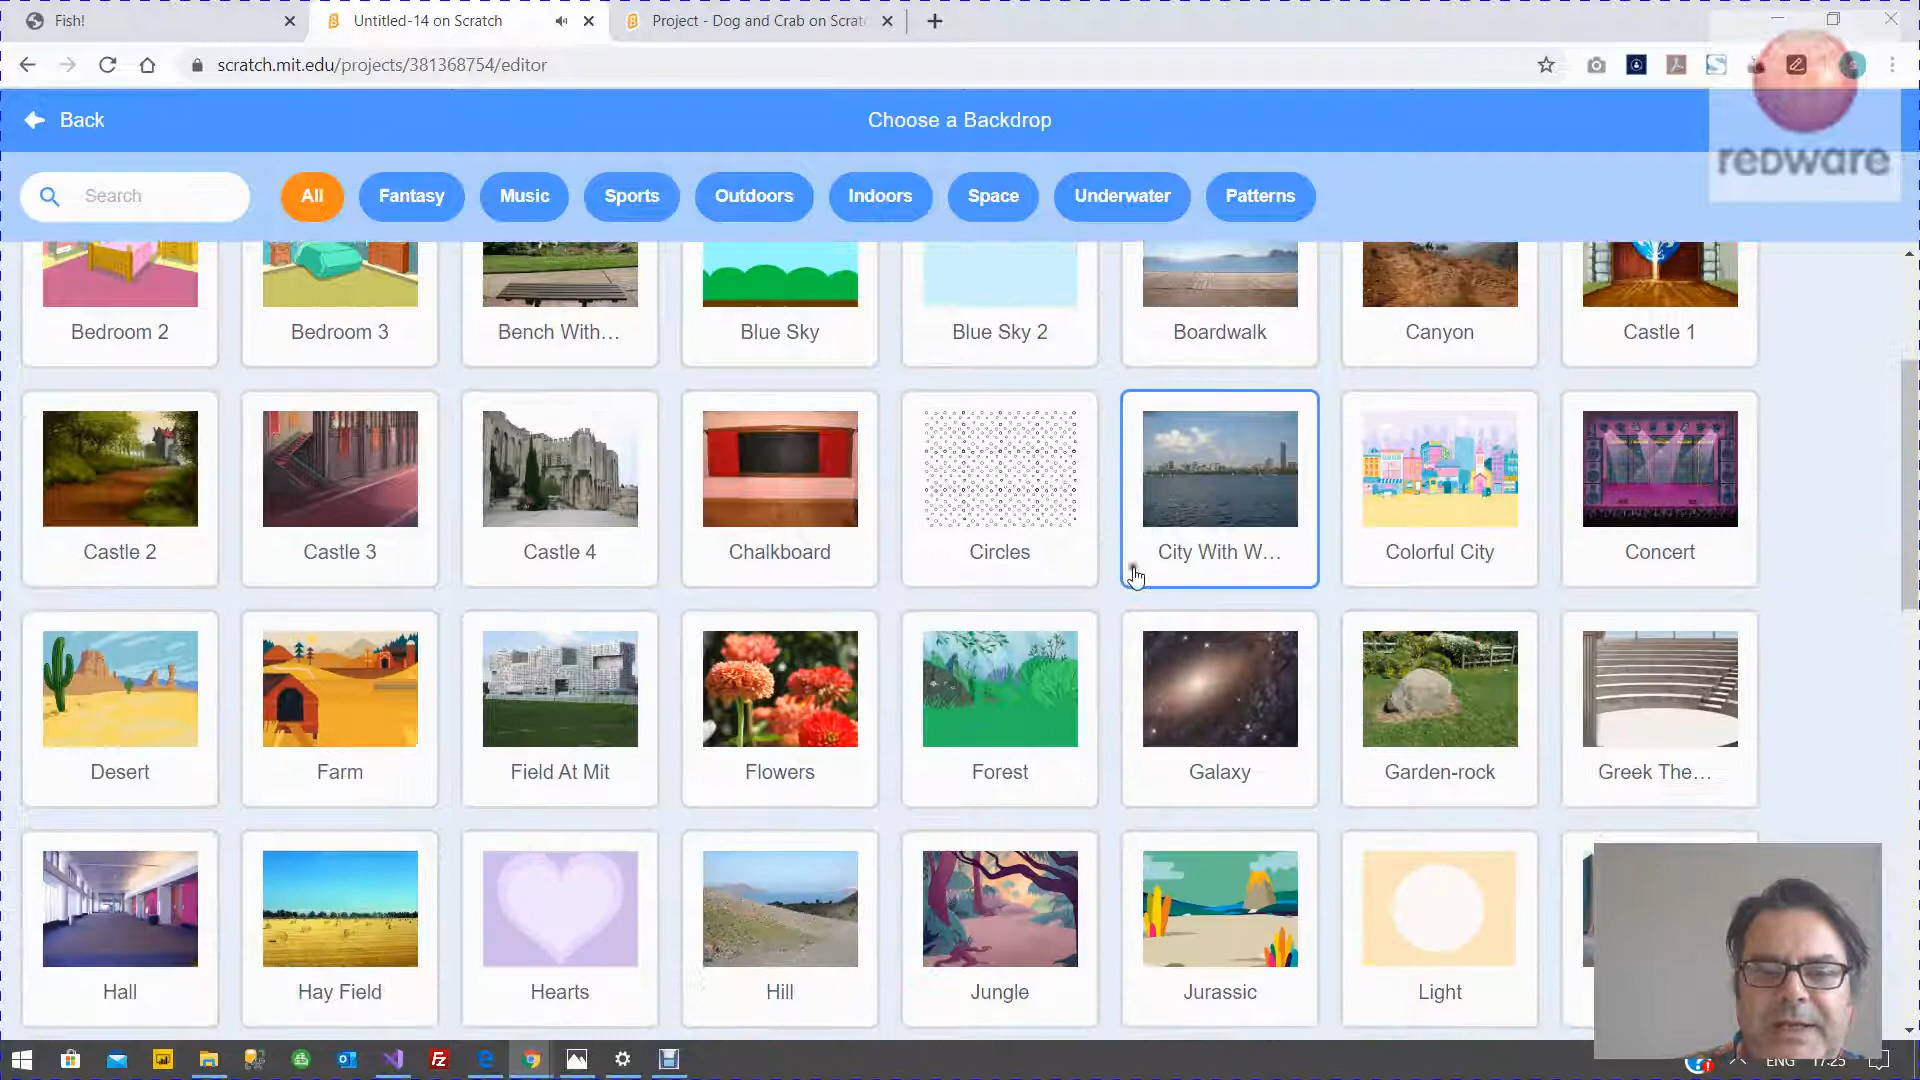 Fish!
Untitled-14 on Scratch
Project - Dog and Crab on Scrat
scratch.mit.edu/projects/381368754/editor
Back
Choose a Backdrop
redware
Search
All
Fantasy
Music
Sports
Outdoors
Indoors
Space
Underwater
Patterns
Bedroom 2
Bedroom 3
Bench With...
Blue Sky
Blue Sky 2
Boardwalk
Canyon
Castle 1
Castle 2
Castle 3
Castle 4
Chalkboard
Circles
City With W...
Colorful City
Concert
Desert
Farm
Field At Mit
Flowers
Forest
Galaxy
Garden-rock
Greek The...
Hall
Hay Field
Hearts
Hill
Jungle
Jurassic
Light
ENG
17:25